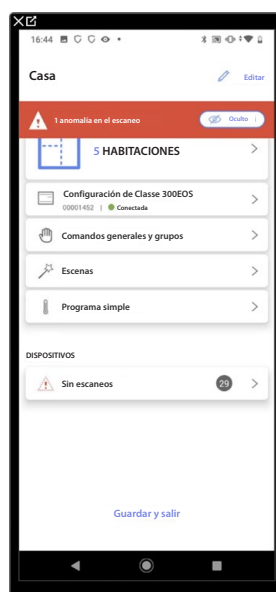 16:44
Casa
Editar
1 anomalía en el escaneo
Oculto
5 HABITACIONES
Configuración de Classe 300EOS
00001452 | Conectada
Comandos generales y grupos
Escenas
Programa simple
DISPOSITIVOS
Sin escaneos
29
Guardar y salir